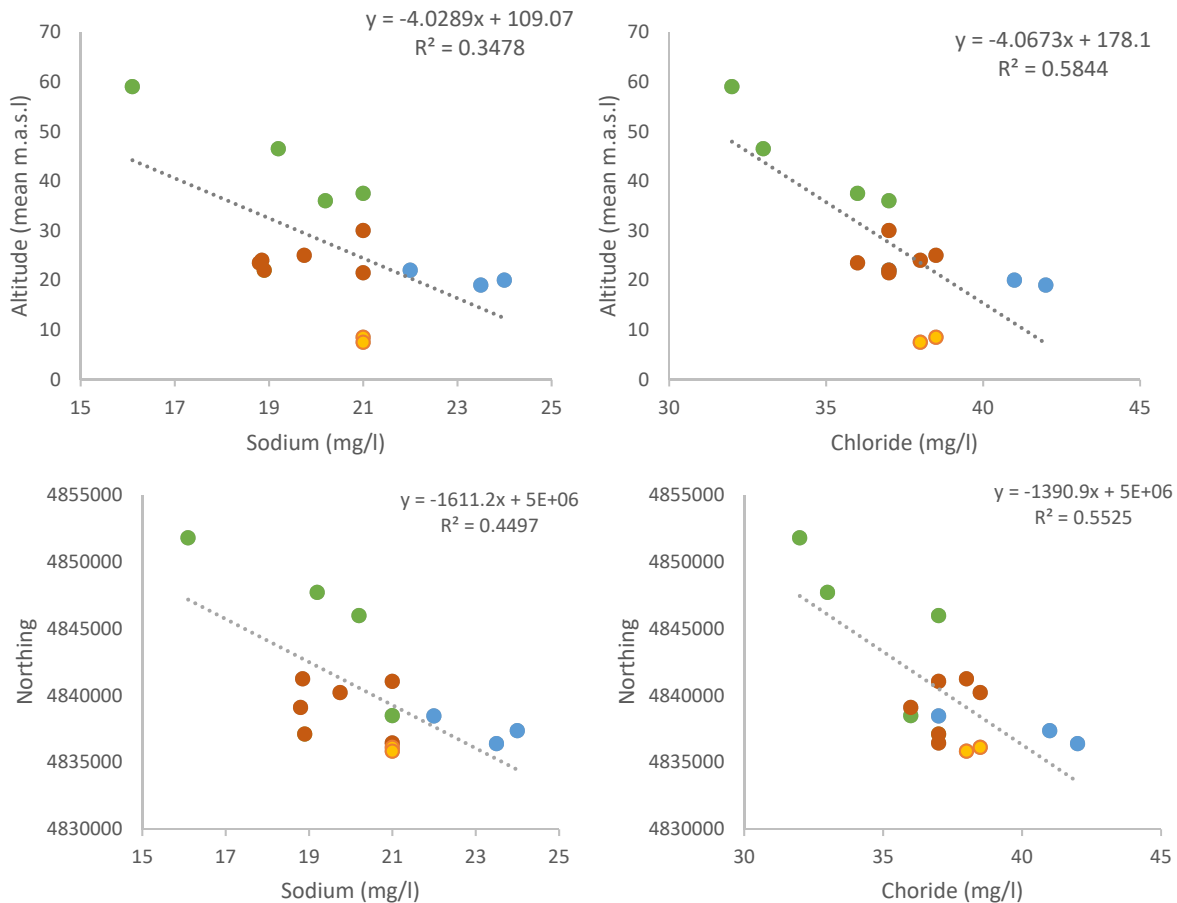 y = -4.0289x + 109.07
R² = 0.3478
70
60
50
40
30
20
10
0
Altitude (mean m.a.s.l)
15 17 19 21 23 25
Sodium (mg/l)
y = -4.0673x + 178.1
R² = 0.5844
70
60
50
40
30
20
10
0
Altitude (mean m.a.s.l)
30 35 40 45
Chloride (mg/l)
y = -1611.2x + 5E+06
R² = 0.4497
4855000
4850000
4845000
4840000
4835000
4830000
Northing
15 17 19 21 23 25
Sodium (mg/l)
y = -1390.9x + 5E+06
R² = 0.5525
4855000
4850000
4845000
4840000
4835000
4830000
Northing
30 35 40 45
Choride (mg/l)